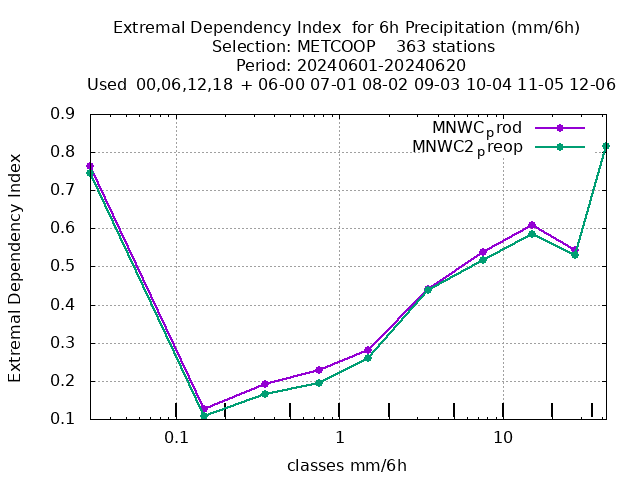 Extremal Dependency Index  for 6h Precipitation (mm/6h)
Selection: METCOOP    363 stations
Period: 20240601-20240620
Used  00,06,12,18  + 06-00 07-01 08-02 09-03 10-04 11-05 12-06
MNWCprod
MNWC2preop
Extremal Dependency Index
0.9
0.8
0.7
0.6
0.5
0.4
0.3
0.2
0.1
0.1 1 10
classes mm/6h